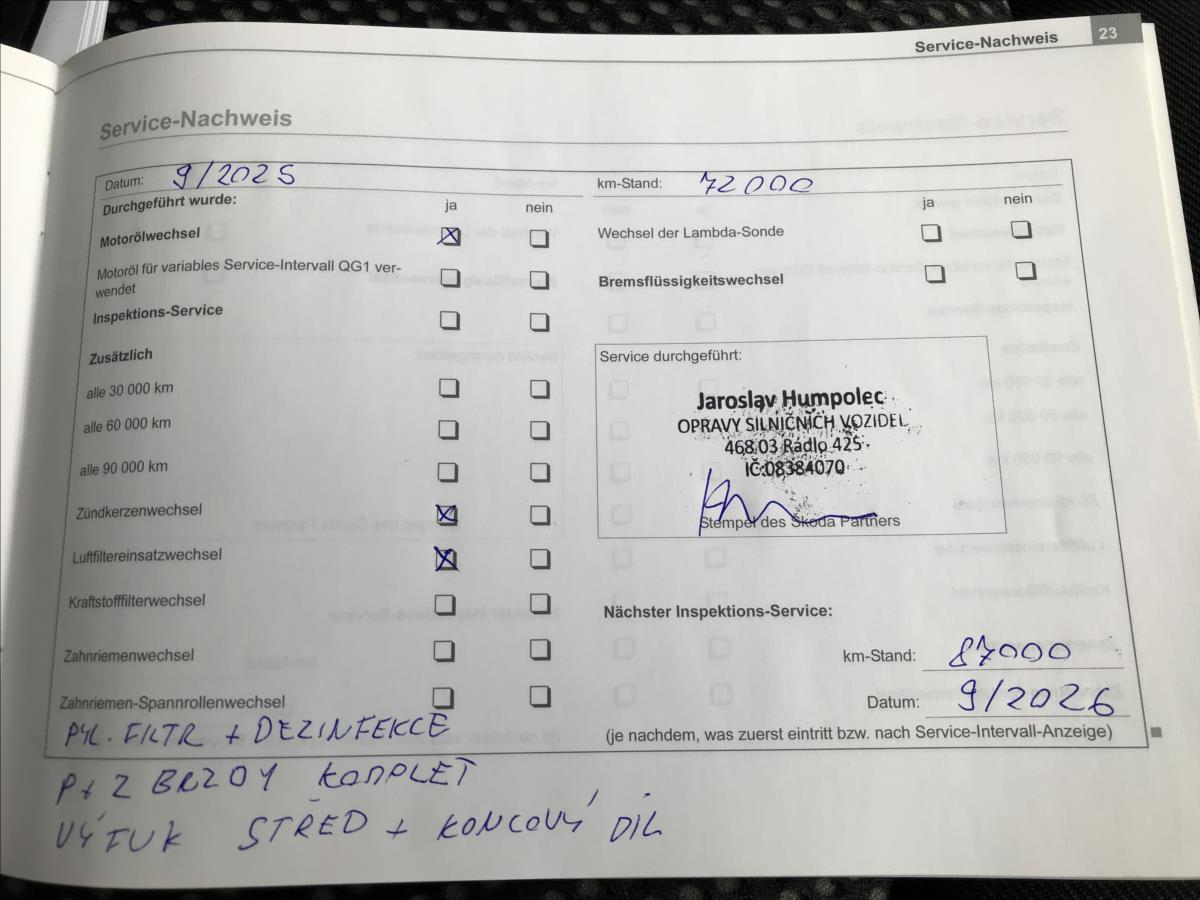 Service-Nachweis 23
Service-Nachweis
Datum: 9/2025
Durchgeführt wurde:
ja nein
Motorölwechsel
Motoröl für variables Service-Intervall QG1 ver-
wendet
Inspektions-Service
Zusätzlich
alle 30 000 km
alle 60 000 km
alle 90 000 km
Zündkerzenwechsel
Luftfiltereinsatzwechsel
Kraftstofffilterwechsel
Zahnriemenwechsel
Zahnriemen-Spannrollenwechsel
PYL. FILTR + DEZINFEKCE
P+Z BRZDY KOMPLET
VÝFUK STŘED + KONCOVÝ DÍL
km-Stand: 72000
ja nein
Wechsel der Lambda-Sonde
Bremsflüssigkeitswechsel
Service durchgeführt:
Jaroslav Humpolec
OPRAVY SILNIČNÍCH VOZIDEL
468 03 Rádlo 425
IČ:08384070
Stempel des Škoda Partners
Nächster Inspektions-Service:
km-Stand: 87000
Datum: 9/2026
(je nachdem, was zuerst eintritt bzw. nach Service-Intervall-Anzeige)